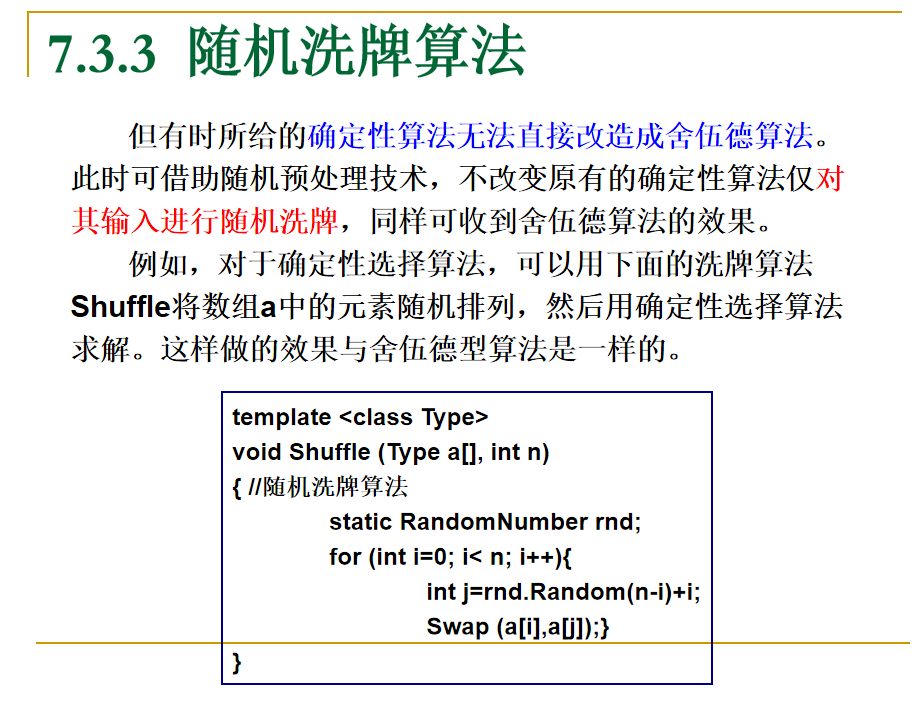 7.3.3 随机洗牌算法
但有时所给的确定性算法无法直接改造成舍伍德算法。
此时可借助随机预处理技术，不改变原有的确定性算法仅对
其输入进行随机洗牌，同样可收到舍伍德算法的效果。
例如，对于确定性选择算法，可以用下面的洗牌算法
Shuffle将数组a中的元素随机排列，然后用确定性选择算法
求解。这样做的效果与舍伍德型算法是一样的。
template <class Type>
void Shuffle (Type a[], int n)
{ //随机洗牌算法
static RandomNumber rnd;
for (int i=0; i< n; i++){
int j=rnd.Random(n-i)+i;
Swap (a[i],a[j]);}
}